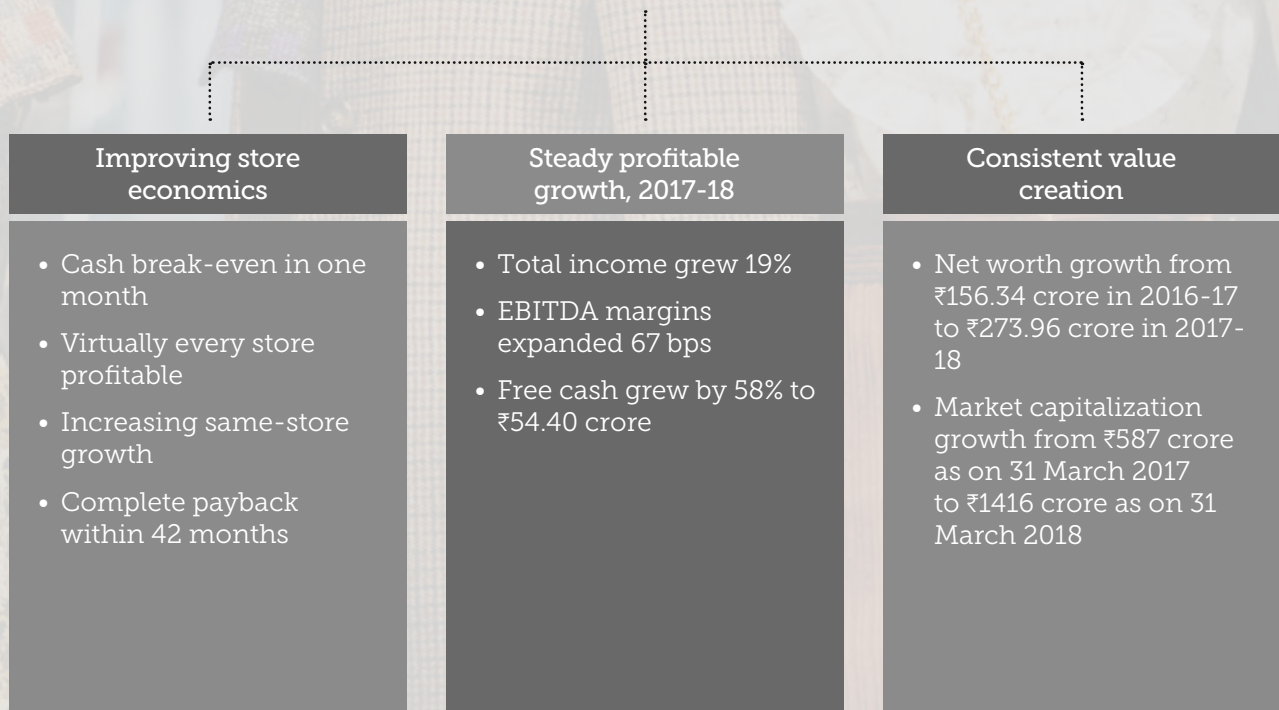 Improving store
economics
• Cash break-even in one
month
• Virtually every store
profitable
• Increasing same-store
growth
• Complete payback
within 42 months
Steady profitable
growth, 2017-18
• Total income grew 19%
• EBITDA margins
expanded 67 bps
• Free cash grew by 58% to
₹54.40 crore
Consistent value
creation
• Net worth growth from
₹156.34 crore in 2016-17
to ₹273.96 crore in 2017-
18
• Market capitalization
growth from ₹587 crore
as on 31 March 2017
to ₹1416 crore as on 31
March 2018